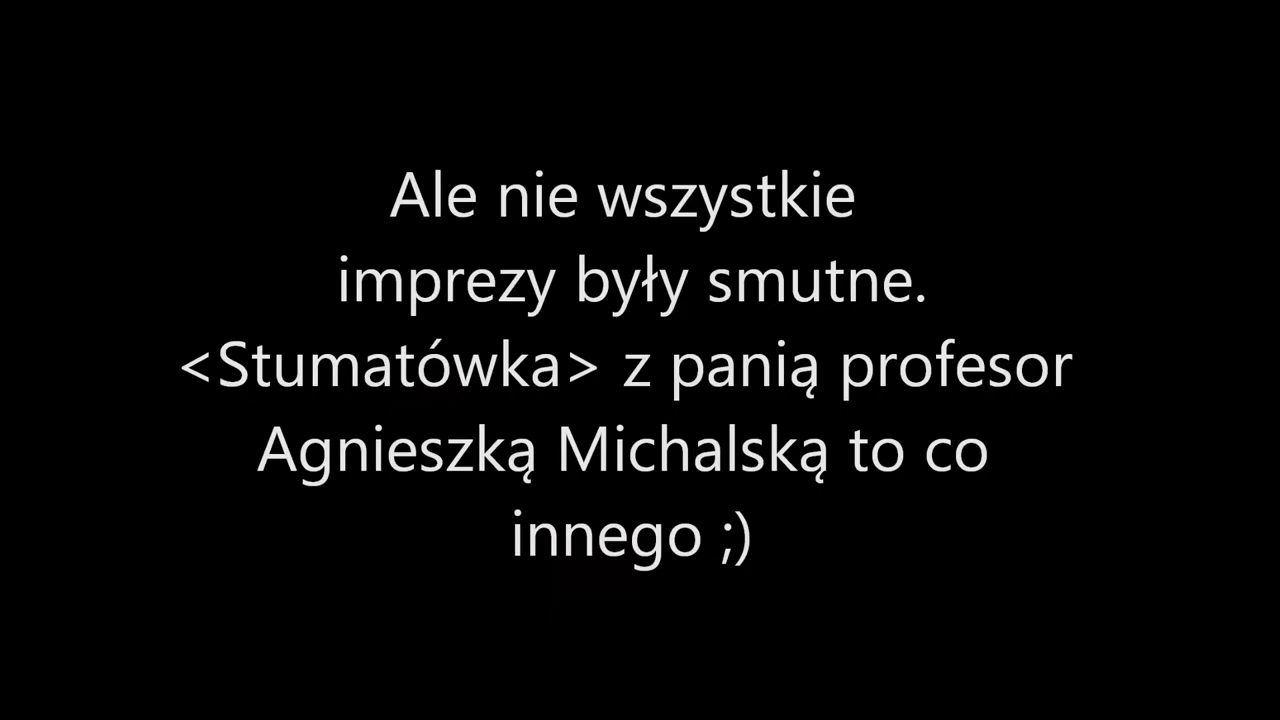 Ale nie wszystkie
imprezy były smutne.
<Stumatówka> z panią profesor
Agnieszką Michalską to co
innego ;)